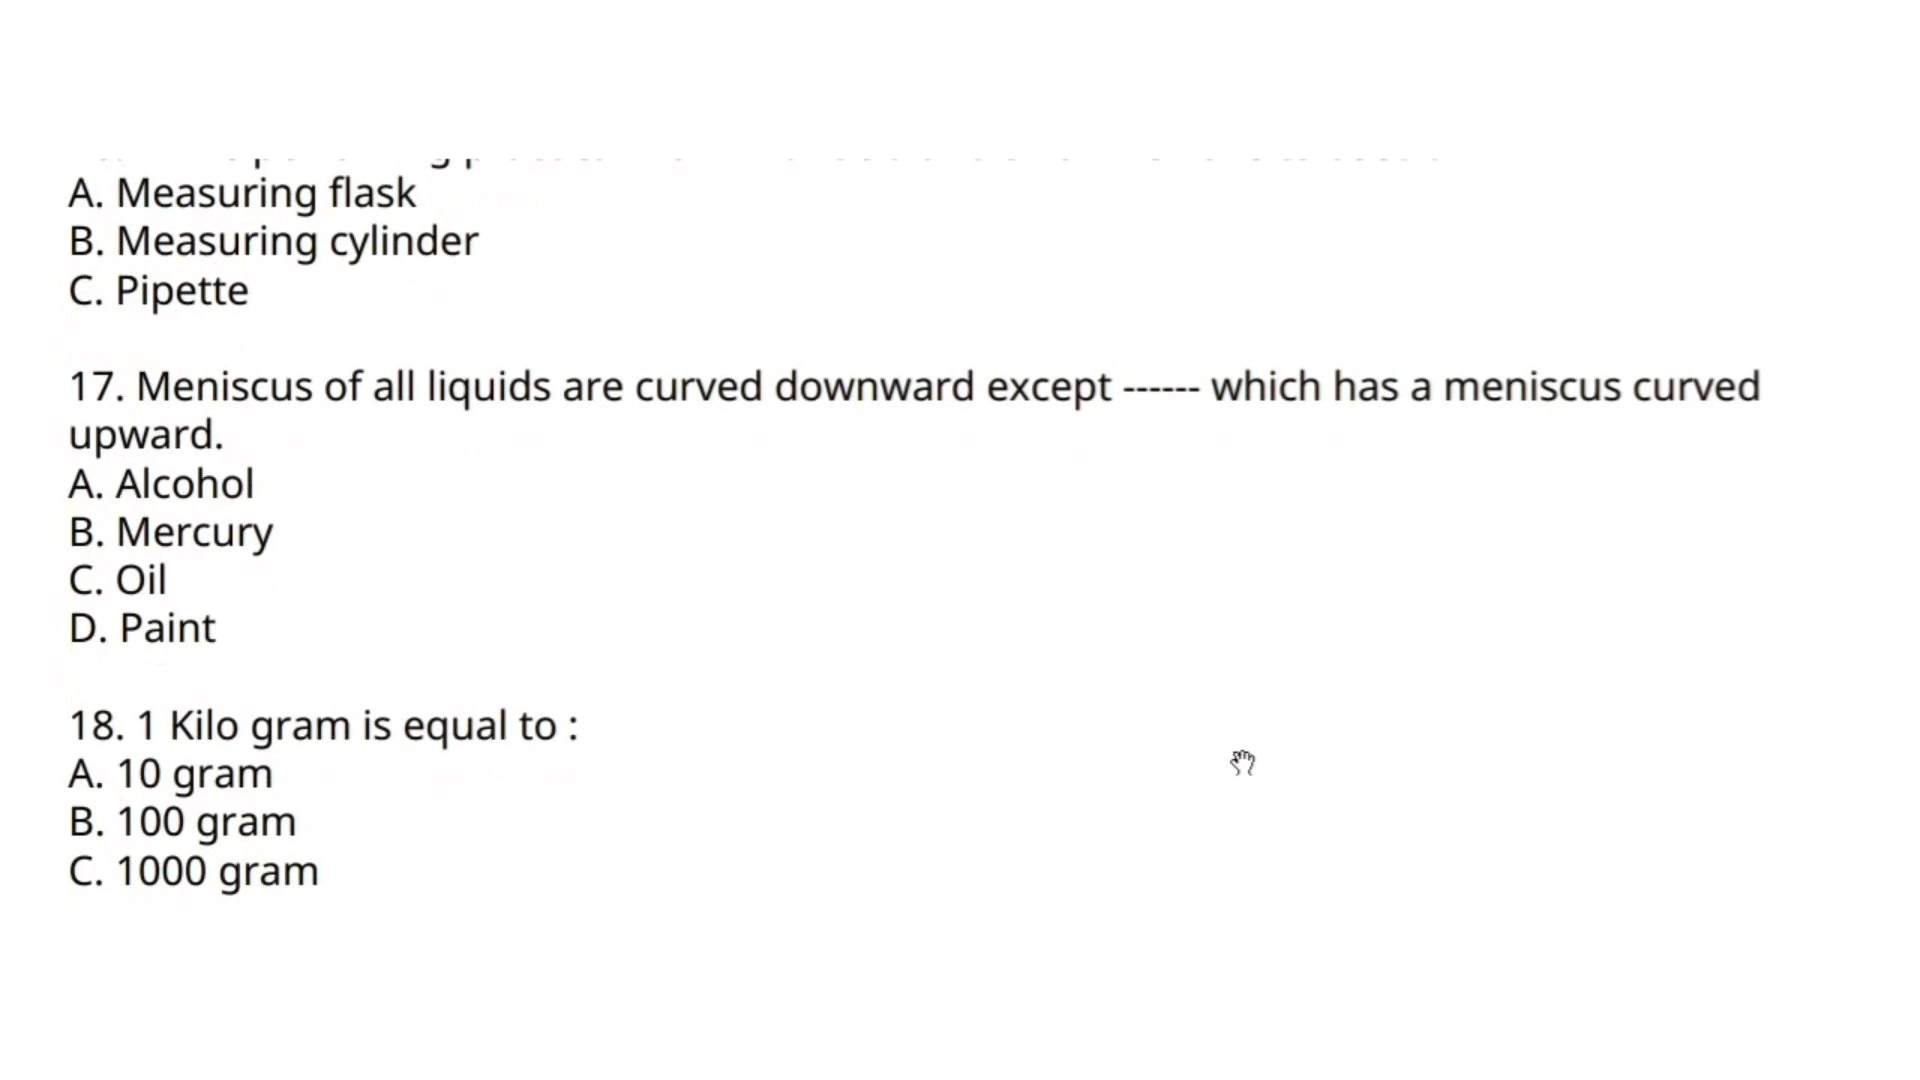 A. Measuring flask
B. Measuring cylinder
C. Pipette
17. Meniscus of all liquids are curved downward except ------ which has a meniscus curved
upward.
A. Alcohol
B. Mercury
C. Oil
D. Paint
18. 1 Kilo gram is equal to :
A. 10 gram
B. 100 gram
C. 1000 gram